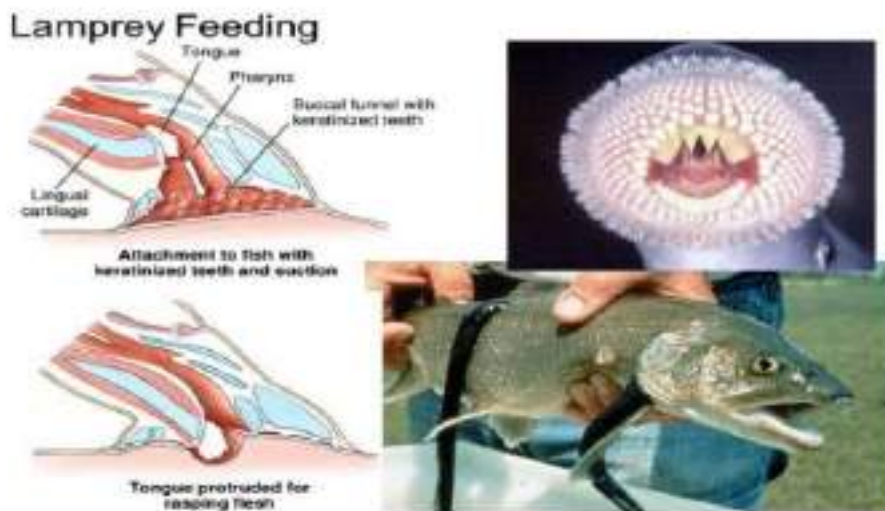 Lamprey Feeding
Tongue
Pharynx
Buccal funnel with
keratinized teeth
Lingual
cartilage
Attachment to fish with
keratinized teeth and suction
Tongue protruded for
rasping flesh